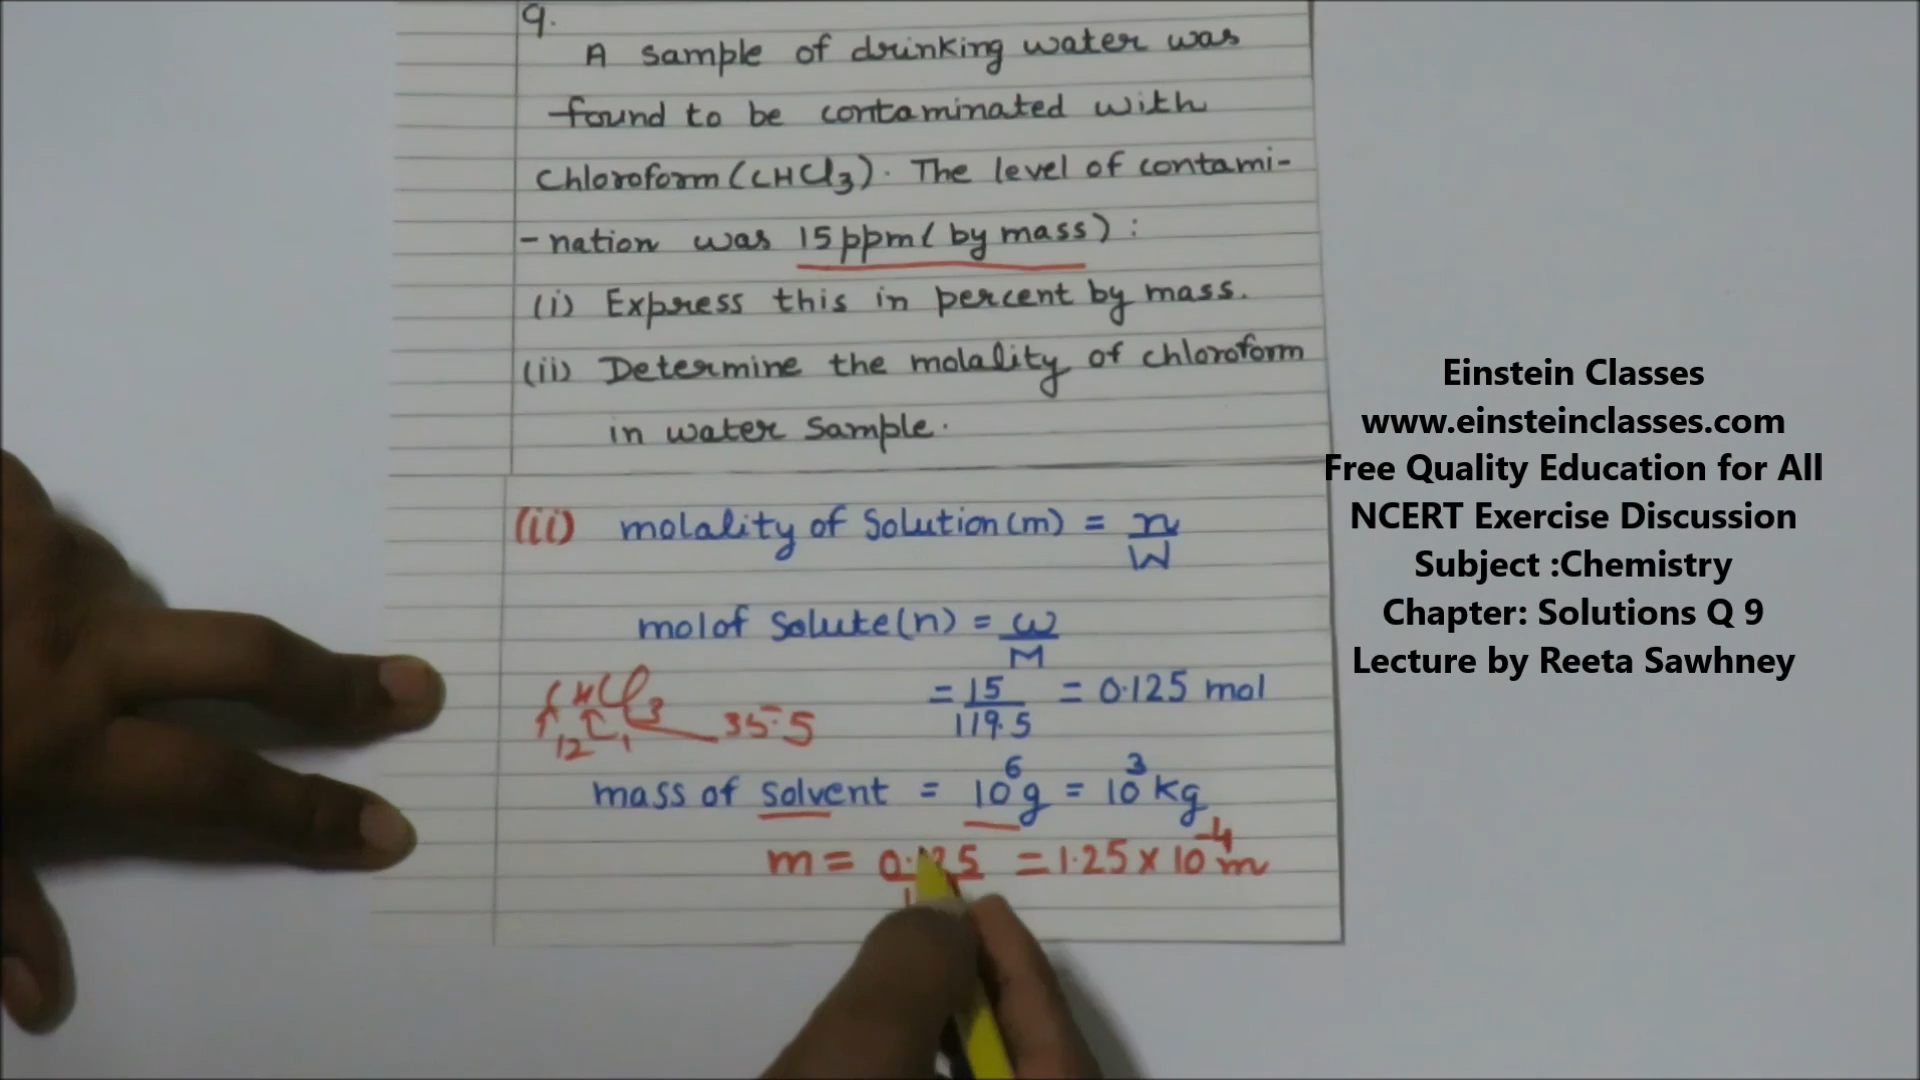 9.
A sample of drinking water was
found to be contaminated with
chloroform (CHCl3). The level of contami-
-nation was 15ppm (by mass) :
(i) Express this in percent by mass.
(ii) Determine the molality of chloroform
in water sample.
(ii) molality of Solution(m) = n/W
mol of Solute(n) = w/M
= 15/119.5 = 0.125 mol
CHCl3
12 1 35.5
mass of solvent = 10^6 g = 10^3 kg
m = = 1.25 x 10^-4 m
Einstein Classes
www.einsteinclasses.com
Free Quality Education for All
NCERT Exercise Discussion
Subject :Chemistry
Chapter: Solutions Q 9
Lecture by Reeta Sawhney